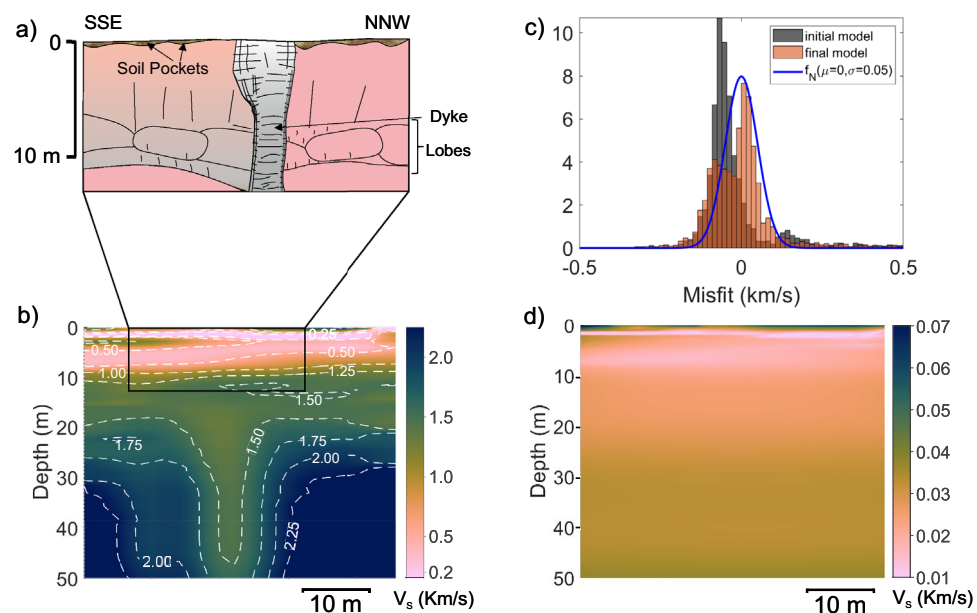 a)
SSE
NNW
0
10 m
Soil Pockets
Dyke
Lobes
b)
0
10
20
30
40
50
Depth (m)
0.25
0.50
0.50
1.00
1.25
1.50
1.50
1.75
1.75
2.00
2.00
2.25
2.0
1.5
1.0
0.5
0.2
10 m
Vs (Km/s)
c)
10
8
6
4
2
0
-0.5
0
0.5
Misfit (km/s)
initial model
final model
fN(μ=0,σ=0.05)
d)
0
10
20
30
40
50
Depth (m)
0.07
0.06
0.05
0.04
0.03
0.02
0.01
10 m
Vs (Km/s)